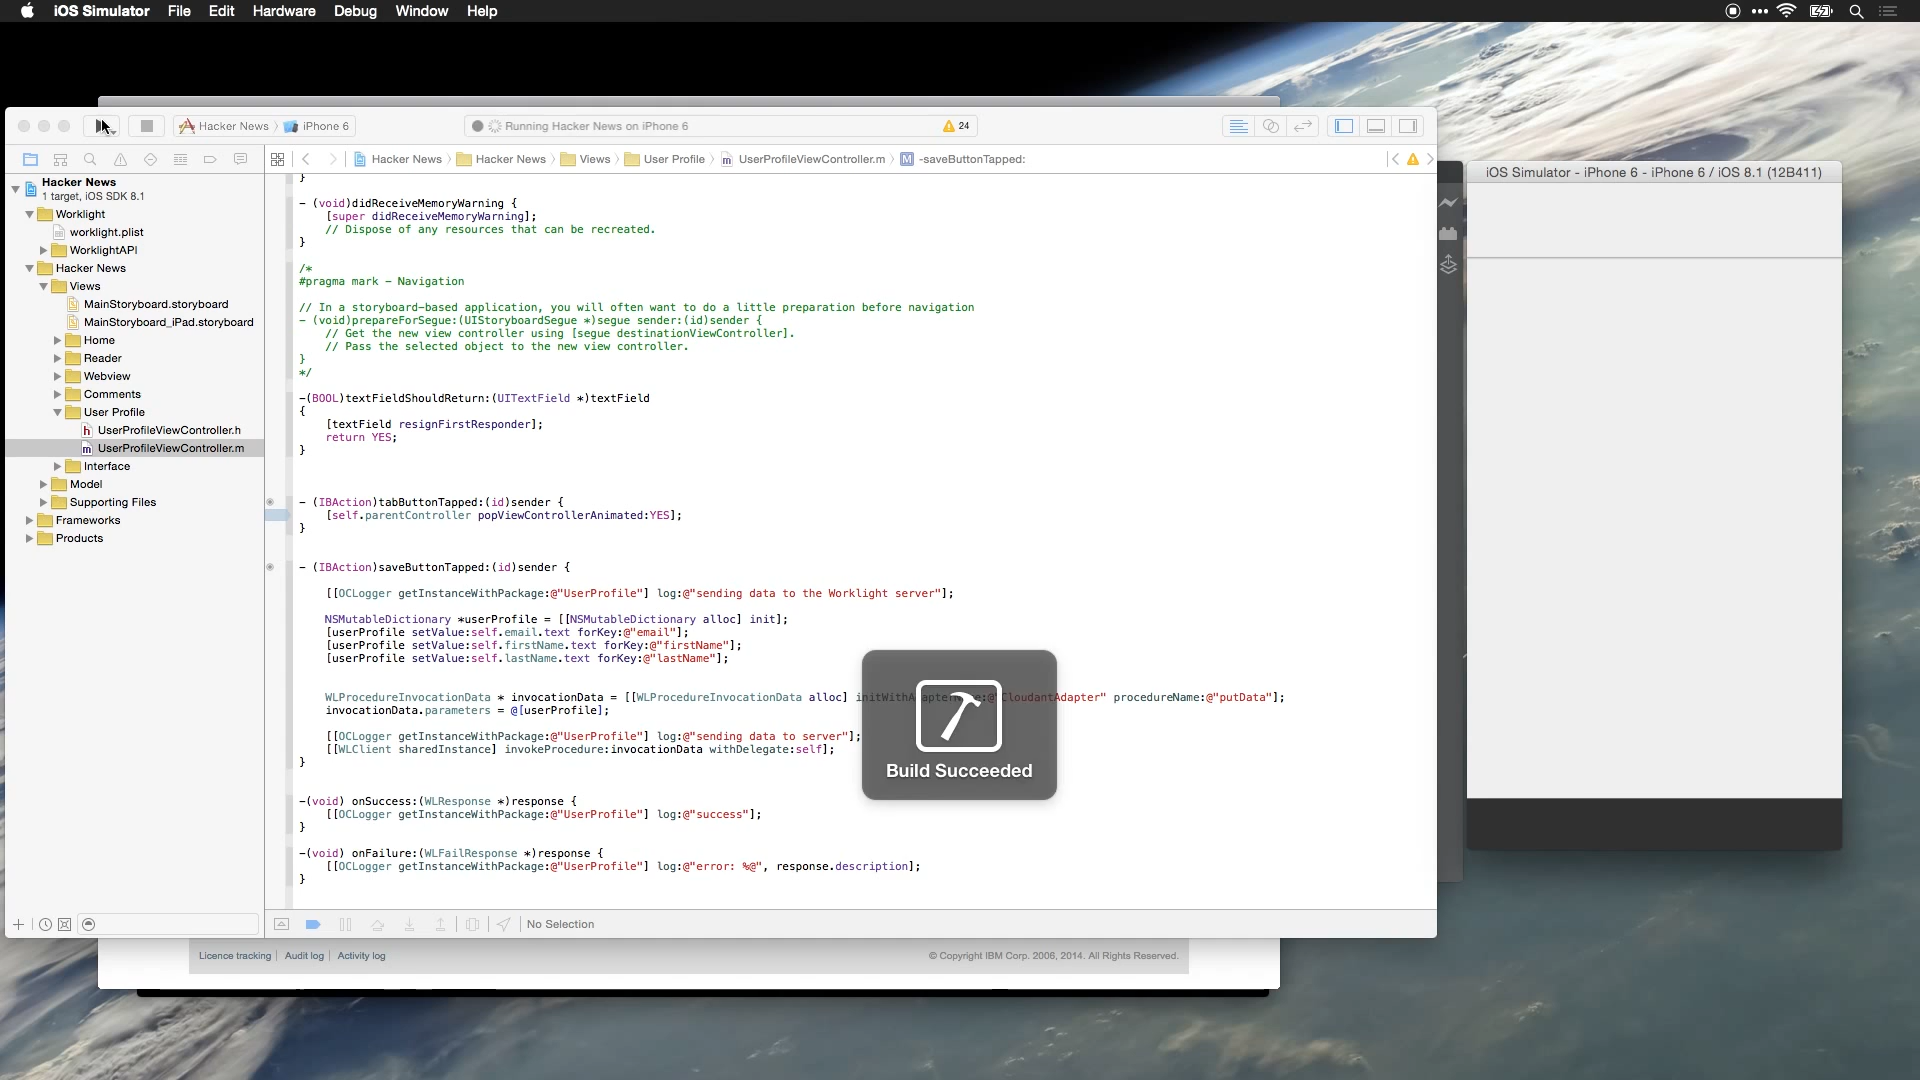 iOS Simulator File Edit Hardware Debug Window Help
Hacker News iPhone 6
Running Hacker News on iPhone 6
24
Hacker News
1 target, iOS SDK 8.1
Worklight
worklight.plist
WorklightAPI
Hacker News
Views
MainStoryboard.storyboard
MainStoryboard_iPad.storyboard
Home
Reader
Webview
Comments
User Profile
h UserProfileViewController.h
m UserProfileViewController.m
Interface
Model
Supporting Files
Frameworks
Products
Hacker News Hacker News Views User Profile m UserProfileViewController.m M -saveButtonTapped:
}
- (void)didReceiveMemoryWarning {
[super didReceiveMemoryWarning];
// Dispose of any resources that can be recreated.
}
/*
#pragma mark - Navigation
// In a storyboard-based application, you will often want to do a little preparation before navigation
- (void)prepareForSegue:(UIStoryboardSegue *)segue sender:(id)sender {
// Get the new view controller using [segue destinationViewController].
// Pass the selected object to the new view controller.
}
*/
-(BOOL)textFieldShouldReturn:(UITextField *)textField
{
[textField resignFirstResponder];
return YES;
}
- (IBAction)tabButtonTapped:(id)sender {
[self.parentController popViewControllerAnimated:YES];
}
- (IBAction)saveButtonTapped:(id)sender {
[[OCLogger getInstanceWithPackage:@"UserProfile"] log:@"sending data to the Worklight server"];
NSMutableDictionary *userProfile = [[NSMutableDictionary alloc] init];
[userProfile setValue:self.email.text forKey:@"email"];
[userProfile setValue:self.firstName.text forKey:@"firstName"];
[userProfile setValue:self.lastName.text forKey:@"lastName"];
WLProcedureInvocationData * invocationData = [[WLProcedureInvocationData alloc] initWithAdapterName:@"CloudantAdapter" procedureName:@"putData"];
invocationData.parameters = @[userProfile];
[[OCLogger getInstanceWithPackage:@"UserProfile"] log:@"sending data to server"];
[[WLClient sharedInstance] invokeProcedure:invocationData withDelegate:self];
}
-(void) onSuccess:(WLResponse *)response {
[[OCLogger getInstanceWithPackage:@"UserProfile"] log:@"success"];
}
-(void) onFailure:(WLFailResponse *)response {
[[OCLogger getInstanceWithPackage:@"UserProfile"] log:@"error: %@", response.description];
}
Build Succeeded
No Selection
iOS Simulator - iPhone 6 - iPhone 6 / iOS 8.1 (12B411)
Licence tracking Audit log Activity log
© Copyright IBM Corp. 2006, 2014. All Rights Reserved.